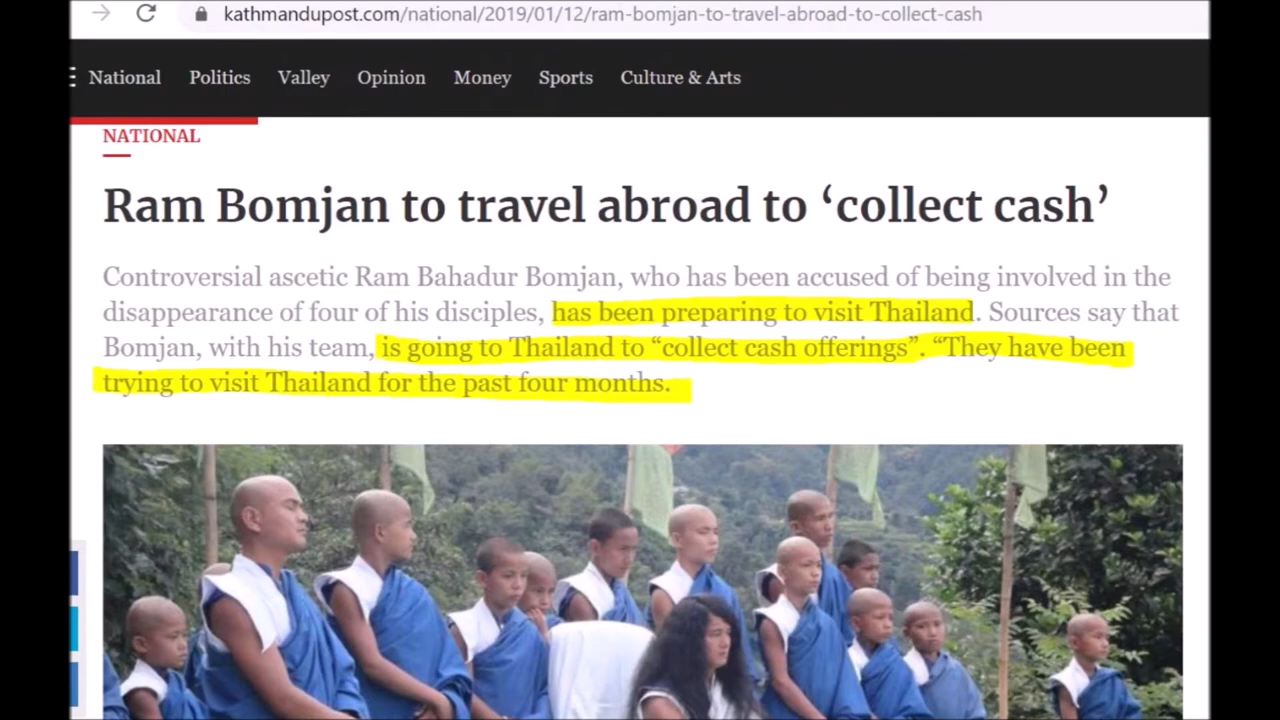 kathmandupost.com/national/2019/01/12/ram-bomjan-to-travel-abroad-to-collect-cash
National Politics Valley Opinion Money Sports Culture & Arts
NATIONAL
Ram Bomjan to travel abroad to ‘collect cash’
Controversial ascetic Ram Bahadur Bomjan, who has been accused of being involved in the
disappearance of four of his disciples, has been preparing to visit Thailand. Sources say that
Bomjan, with his team, is going to Thailand to “collect cash offerings”. “They have been
trying to visit Thailand for the past four months.